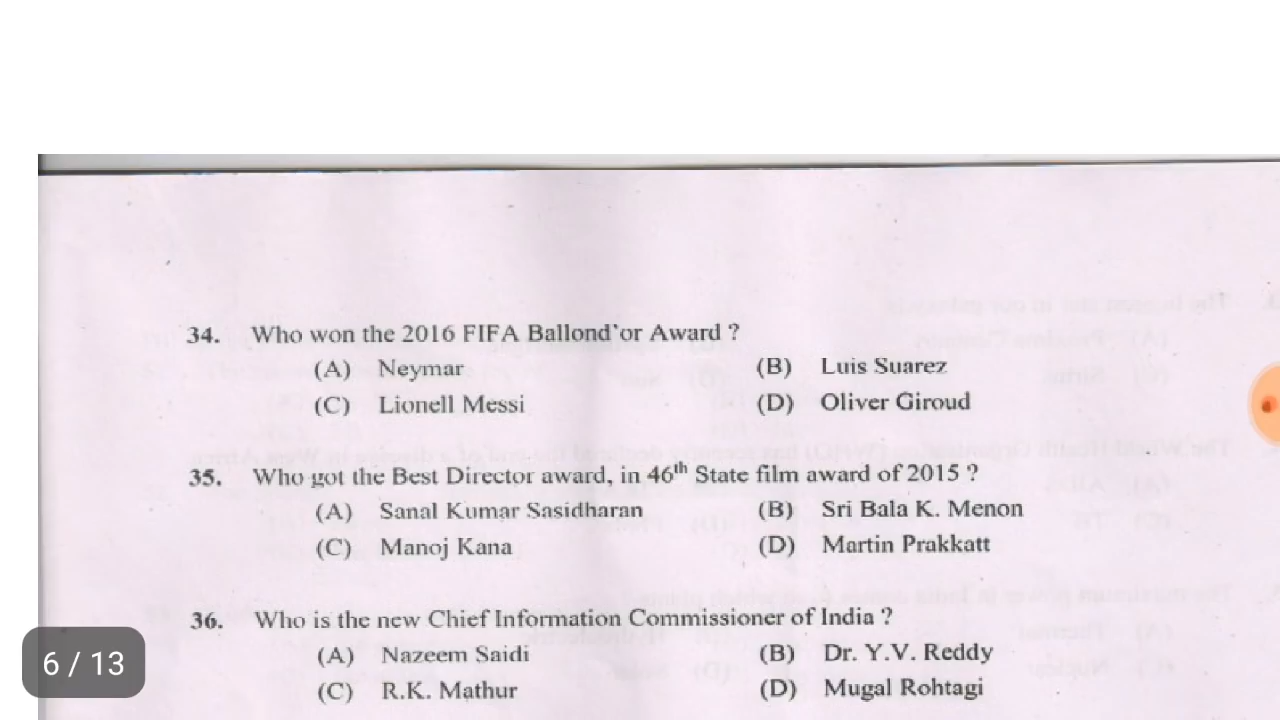 34. Who won the 2016 FIFA Ballond'or Award ?
(A) Neymar (B) Luis Suarez
(C) Lionell Messi (D) Oliver Giroud
35. Who got the Best Director award, in 46th State film award of 2015 ?
(A) Sanal Kumar Sasidharan (B) Sri Bala K. Menon
(C) Manoj Kana (D) Martin Prakkatt
36. Who is the new Chief Information Commissioner of India ?
(A) Nazeem Saidi (B) Dr. Y.V. Reddy
(C) R.K. Mathur (D) Mugal Rohtagi
6 / 13